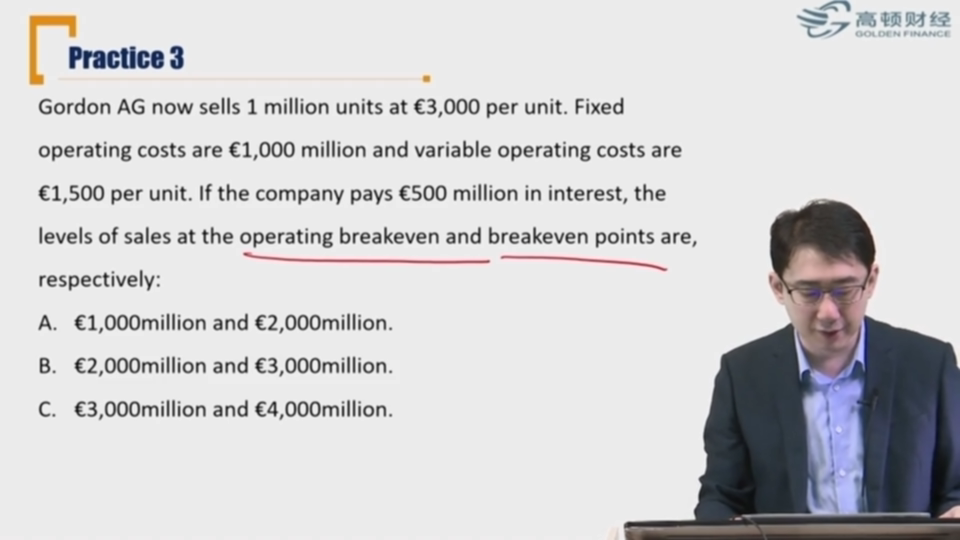 Practice 3
高顿财经
GOLDEN FINANCE
Gordon AG now sells 1 million units at €3,000 per unit. Fixed
operating costs are €1,000 million and variable operating costs are
€1,500 per unit. If the company pays €500 million in interest, the
levels of sales at the operating breakeven and breakeven points are,
respectively:
A. €1,000million and €2,000million.
B. €2,000million and €3,000million.
C. €3,000million and €4,000million.